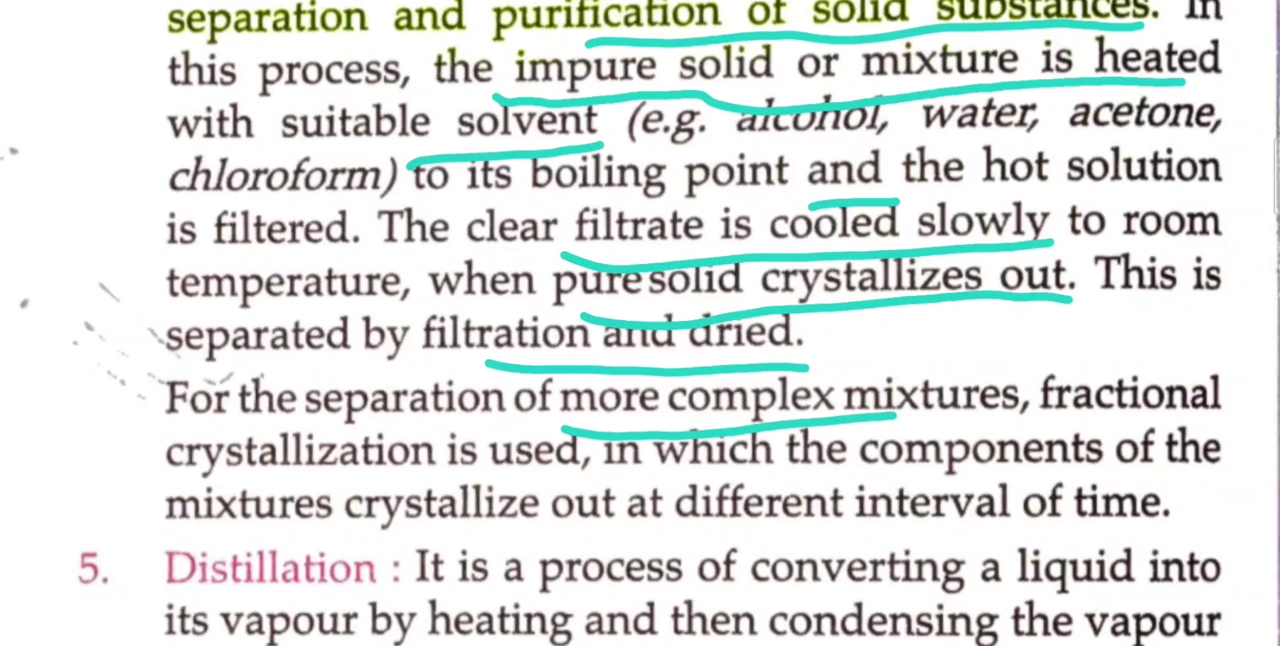 separation and purification of solid substances. In
this process, the impure solid or mixture is heated
with suitable solvent (e.g. alcohol, water, acetone,
chloroform) to its boiling point and the hot solution
is filtered. The clear filtrate is cooled slowly to room
temperature, when pure solid crystallizes out. This is
separated by filtration and dried.
For the separation of more complex mixtures, fractional
crystallization is used, in which the components of the
mixtures crystallize out at different interval of time.
5. Distillation : It is a process of converting a liquid into
its vapour by heating and then condensing the vapour